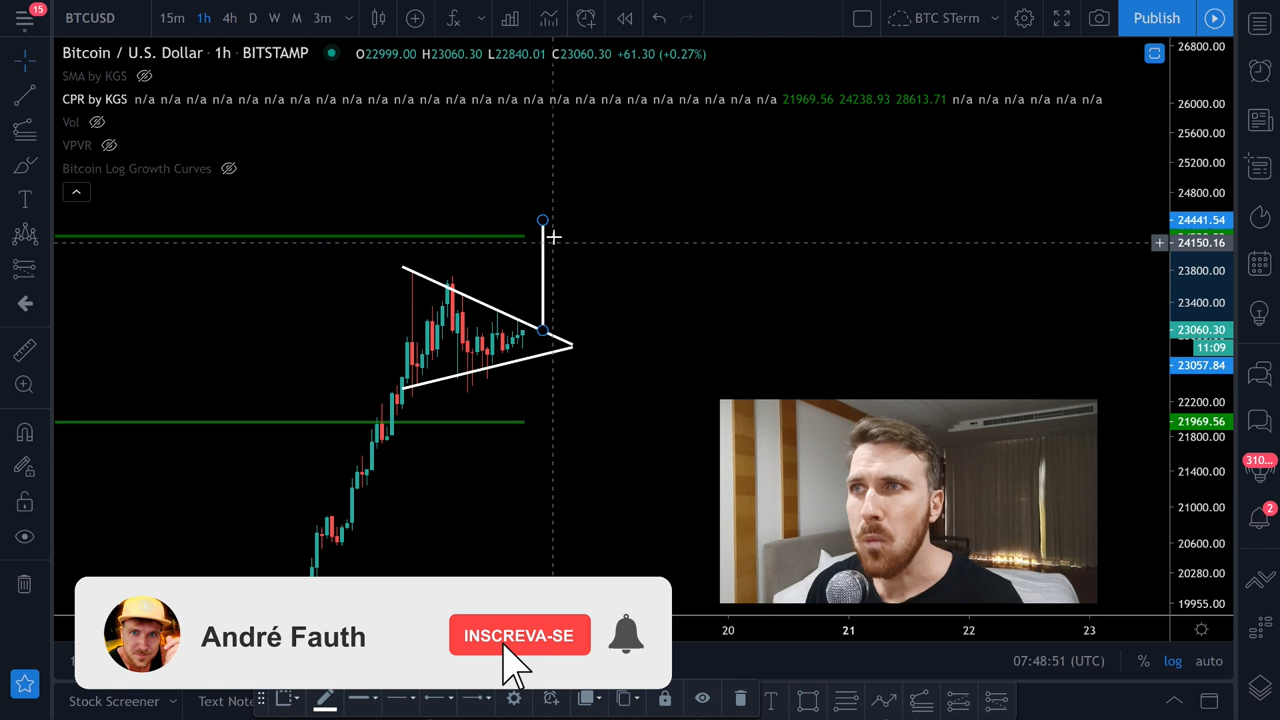 15
BTCUSD 15m 1h 4h D W M 3m BTC STerm Publish
Bitcoin / U.S. Dollar · 1h · BITSTAMP O22999.00 H23060.30 L22840.01 C23060.30 +61.30 (+0.27%)
SMA by KGS
CPR by KGS n/a n/a n/a n/a n/a n/a n/a n/a n/a n/a n/a n/a n/a n/a n/a n/a n/a n/a n/a n/a n/a n/a n/a n/a n/a 21969.56 24238.93 28613.71 n/a n/a n/a n/a n/a
Vol
VPVR
Bitcoin Log Growth Curves
26800.00
26000.00
25600.00
25200.00
24800.00
24441.54
24150.16
23800.00
23400.00
23060.30
11:09
23057.84
22200.00
21969.56
21800.00
21400.00
21000.00
20600.00
20280.00
19955.00
310...
2
20 21 22 23
07:48:51 (UTC) % log auto
André Fauth INSCREVA-SE
Stock Screener Text